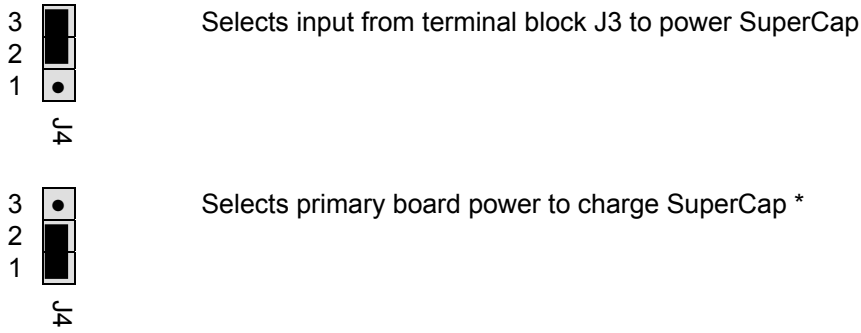 3 Selects input from terminal block J3 to power SuperCap
2
1
J4
3 Selects primary board power to charge SuperCap *
2
1
J4